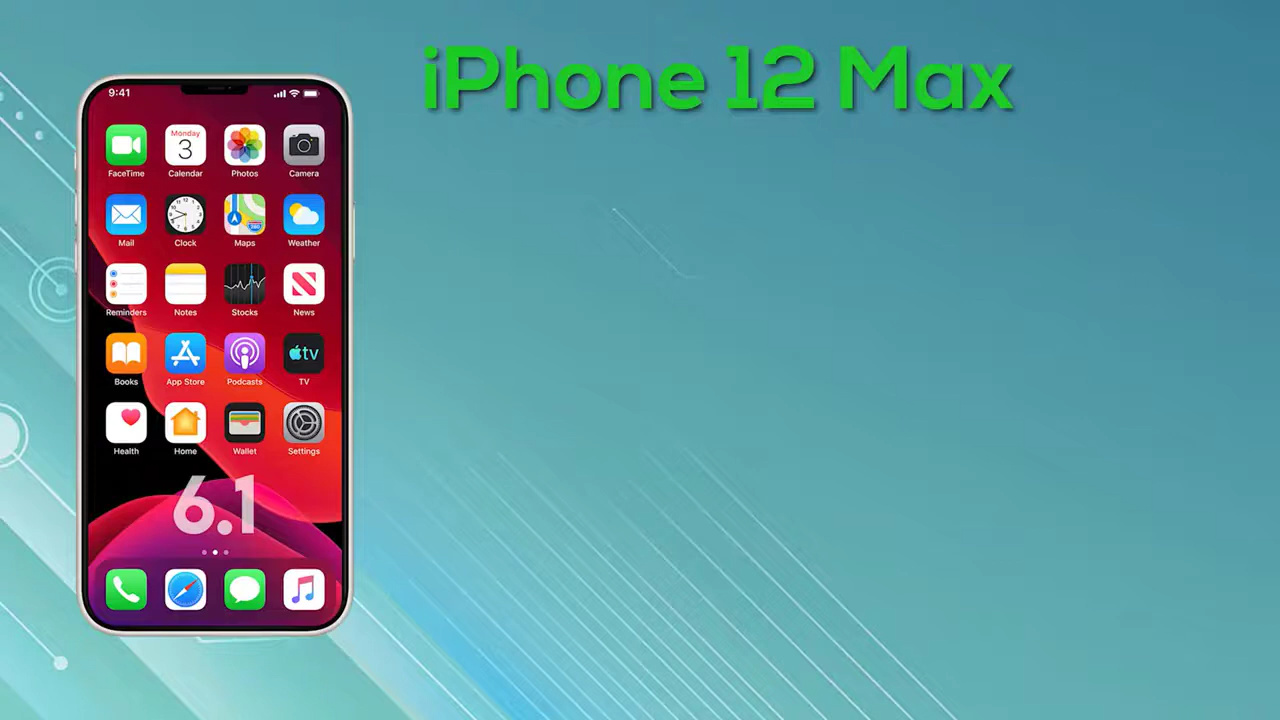 iPhone 12 Max
9:41
Monday
3
FaceTime Calendar Photos Camera
Mail Clock Maps Weather
Reminders Notes Stocks News
tv
Books App Store Podcasts TV
Health Home Wallet Settings
6.1